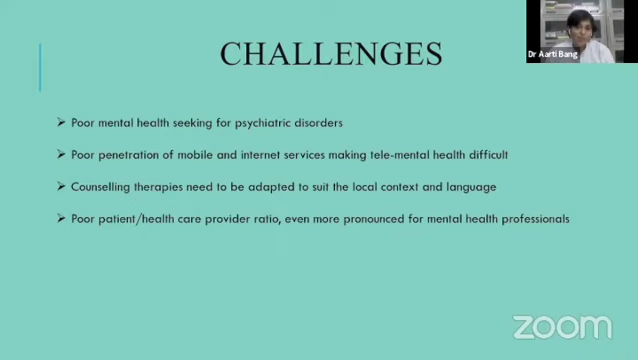 CHALLENGES
Dr Aarti Bang
➢ Poor mental health seeking for psychiatric disorders
➢ Poor penetration of mobile and internet services making tele-mental health difficult
➢ Counselling therapies need to be adapted to suit the local context and language
➢ Poor patient/health care provider ratio, even more pronounced for mental health professionals
zoom